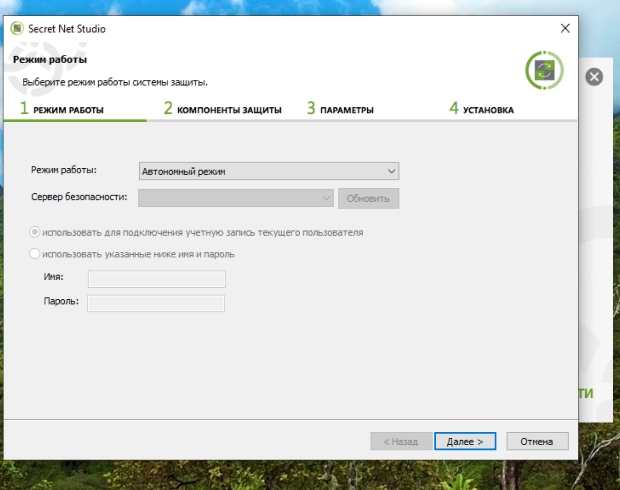 Secret Net Studio
Режим работы
Выберите режим работы системы защиты.
1 РЕЖИМ РАБОТЫ 2 КОМПОНЕНТЫ ЗАЩИТЫ 3 ПАРАМЕТРЫ 4 УСТАНОВКА
Режим работы: Автономный режим
Сервер безопасности: Обновить
использовать для подключения учетную запись текущего пользователя
использовать указанные ниже имя и пароль
Имя:
Пароль:
ТИ
< Назад Далее > Отмена